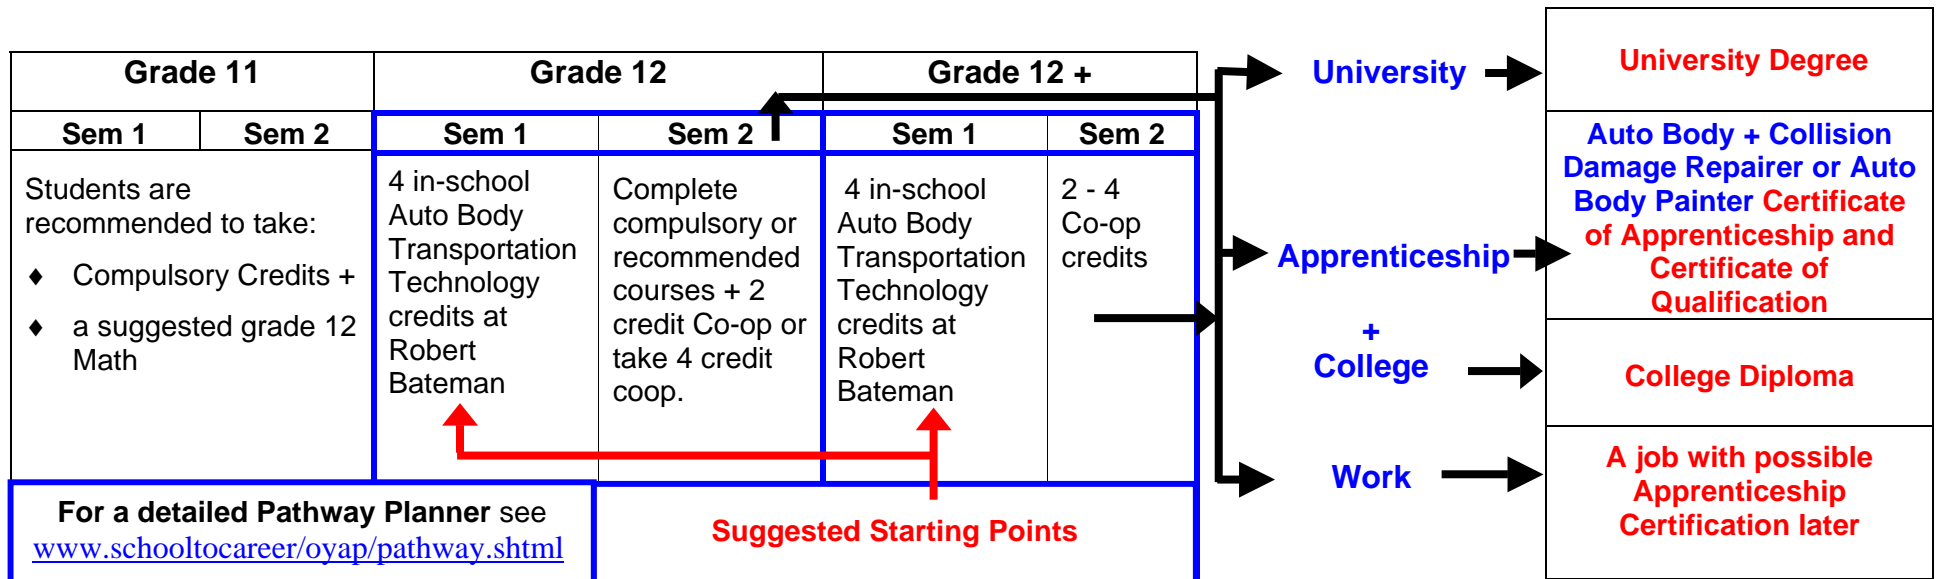 Grade 11
Grade 12
Grade 12 +
Sem 1
Sem 2
Sem 1
Sem 2
Sem 1
Sem 2
Students are
recommended to take:
♦ Compulsory Credits +
♦ a suggested grade 12
Math
4 in-school
Auto Body
Transportation
Technology
credits at
Robert
Bateman
Complete
compulsory or
recommended
courses + 2
credit Co-op or
take 4 credit
coop.
4 in-school
Auto Body
Transportation
Technology
credits at
Robert
Bateman
2 - 4
Co-op
credits
For a detailed Pathway Planner see
www.schooltocareer/oyap/pathway.shtml
Suggested Starting Points
University
Apprenticeship
+
College
Work
University Degree
Auto Body + Collision
Damage Repairer or Auto
Body Painter Certificate
of Apprenticeship and
Certificate of
Qualification
College Diploma
A job with possible
Apprenticeship
Certification later